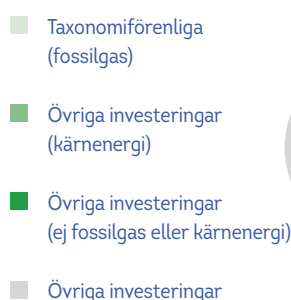 Taxonomiförenliga
(fossilgas)
Övriga investeringar
(kärnenergi)
Övriga investeringar
(ej fossilgas eller kärnenergi)
Övriga investeringar